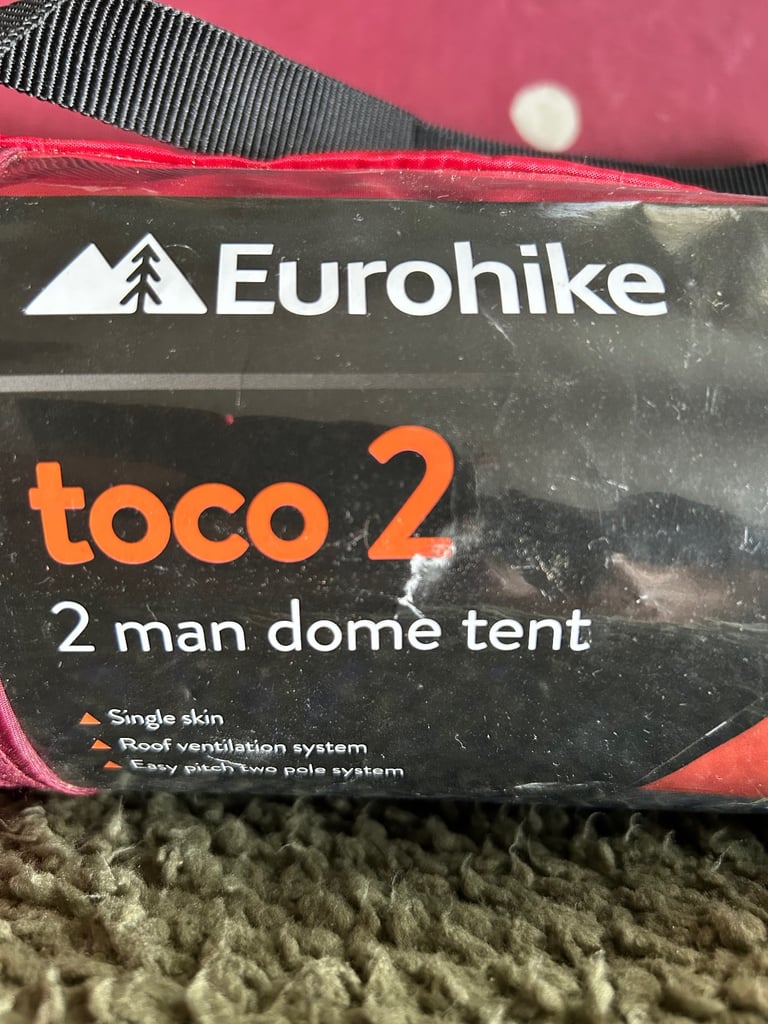 Eurohike
toco 2
2 man dome tent
Single skin
Roof ventilation system
Easy pitch two pole system